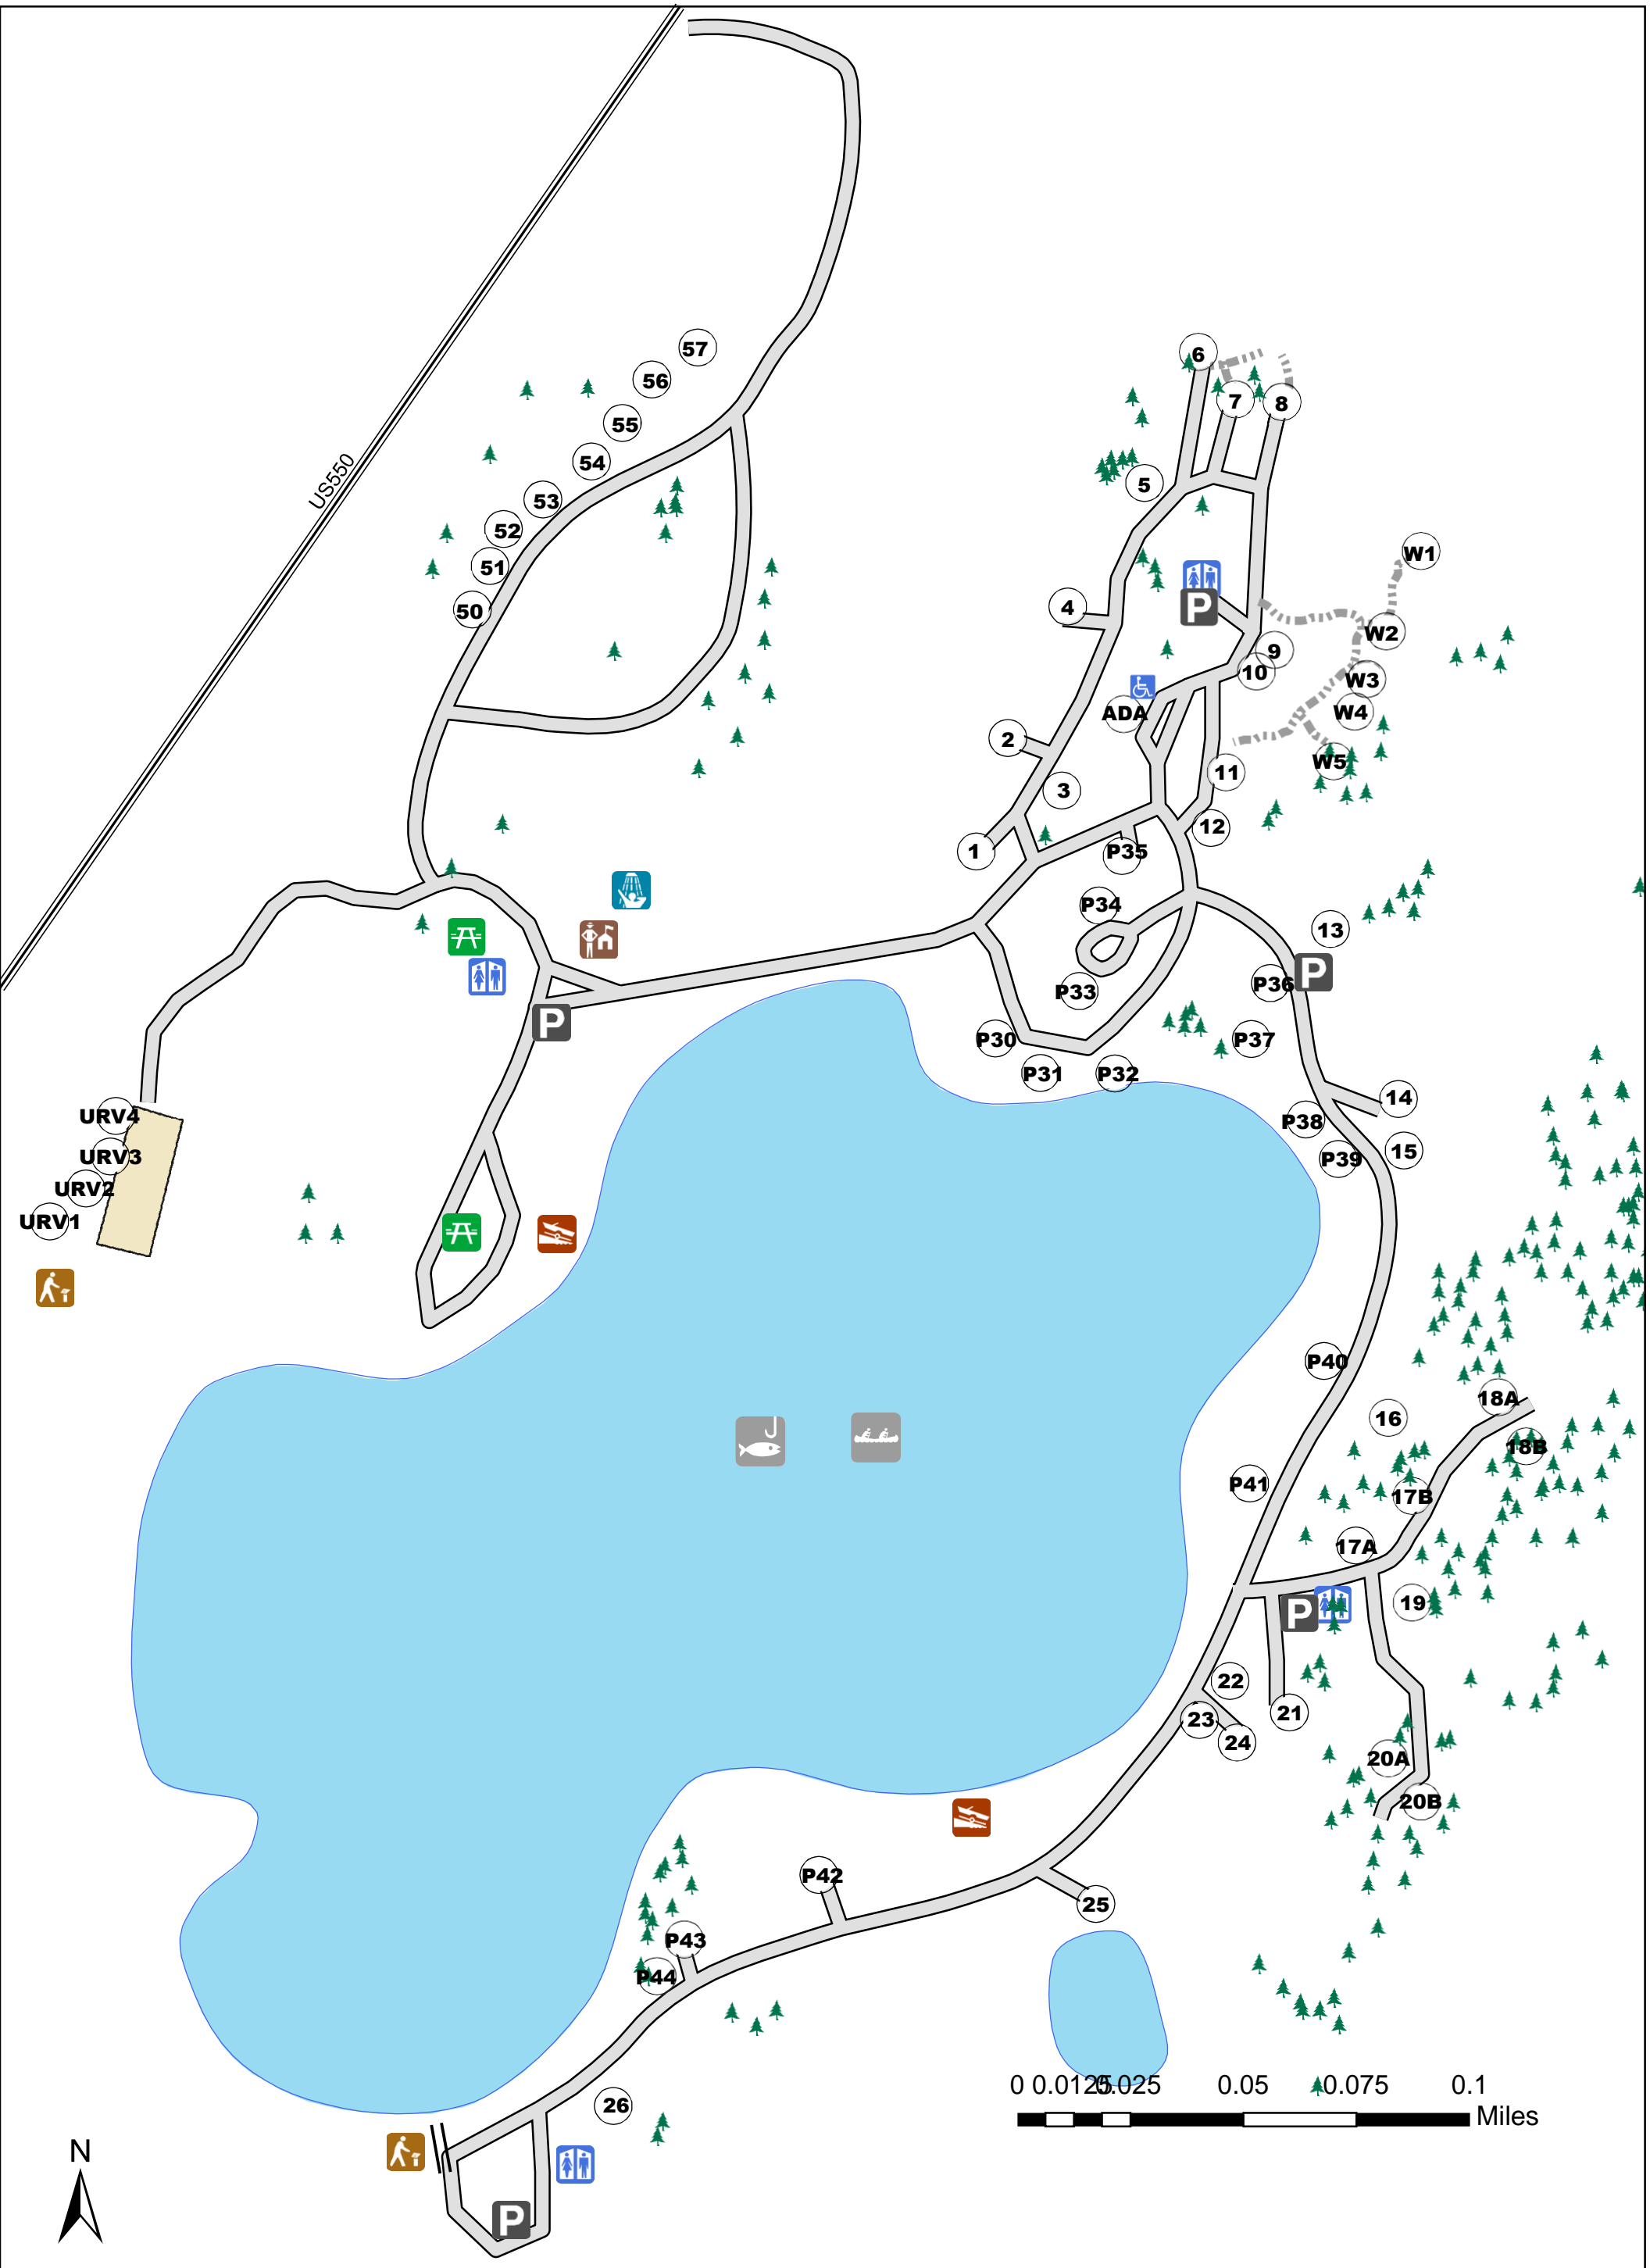 US550
57
56
55
54
53
52
51
50
6
7
8
5
W1
4
P
W2
9
10
W3
ADA
W4
2
W5
11
3
12
1
P35
P34
13
P
P36
P33
P
P30
P37
P31
P32
14
URV4
P38
15
URV3
P39
URV2
URV1
P40
18A
16
18B
P41
17B
17A
19
P
22
21
23
24
20A
20B
P42
25
P43
P44
0 0.0125 0.025 0.05 0.075 0.1
Miles
26
N
P